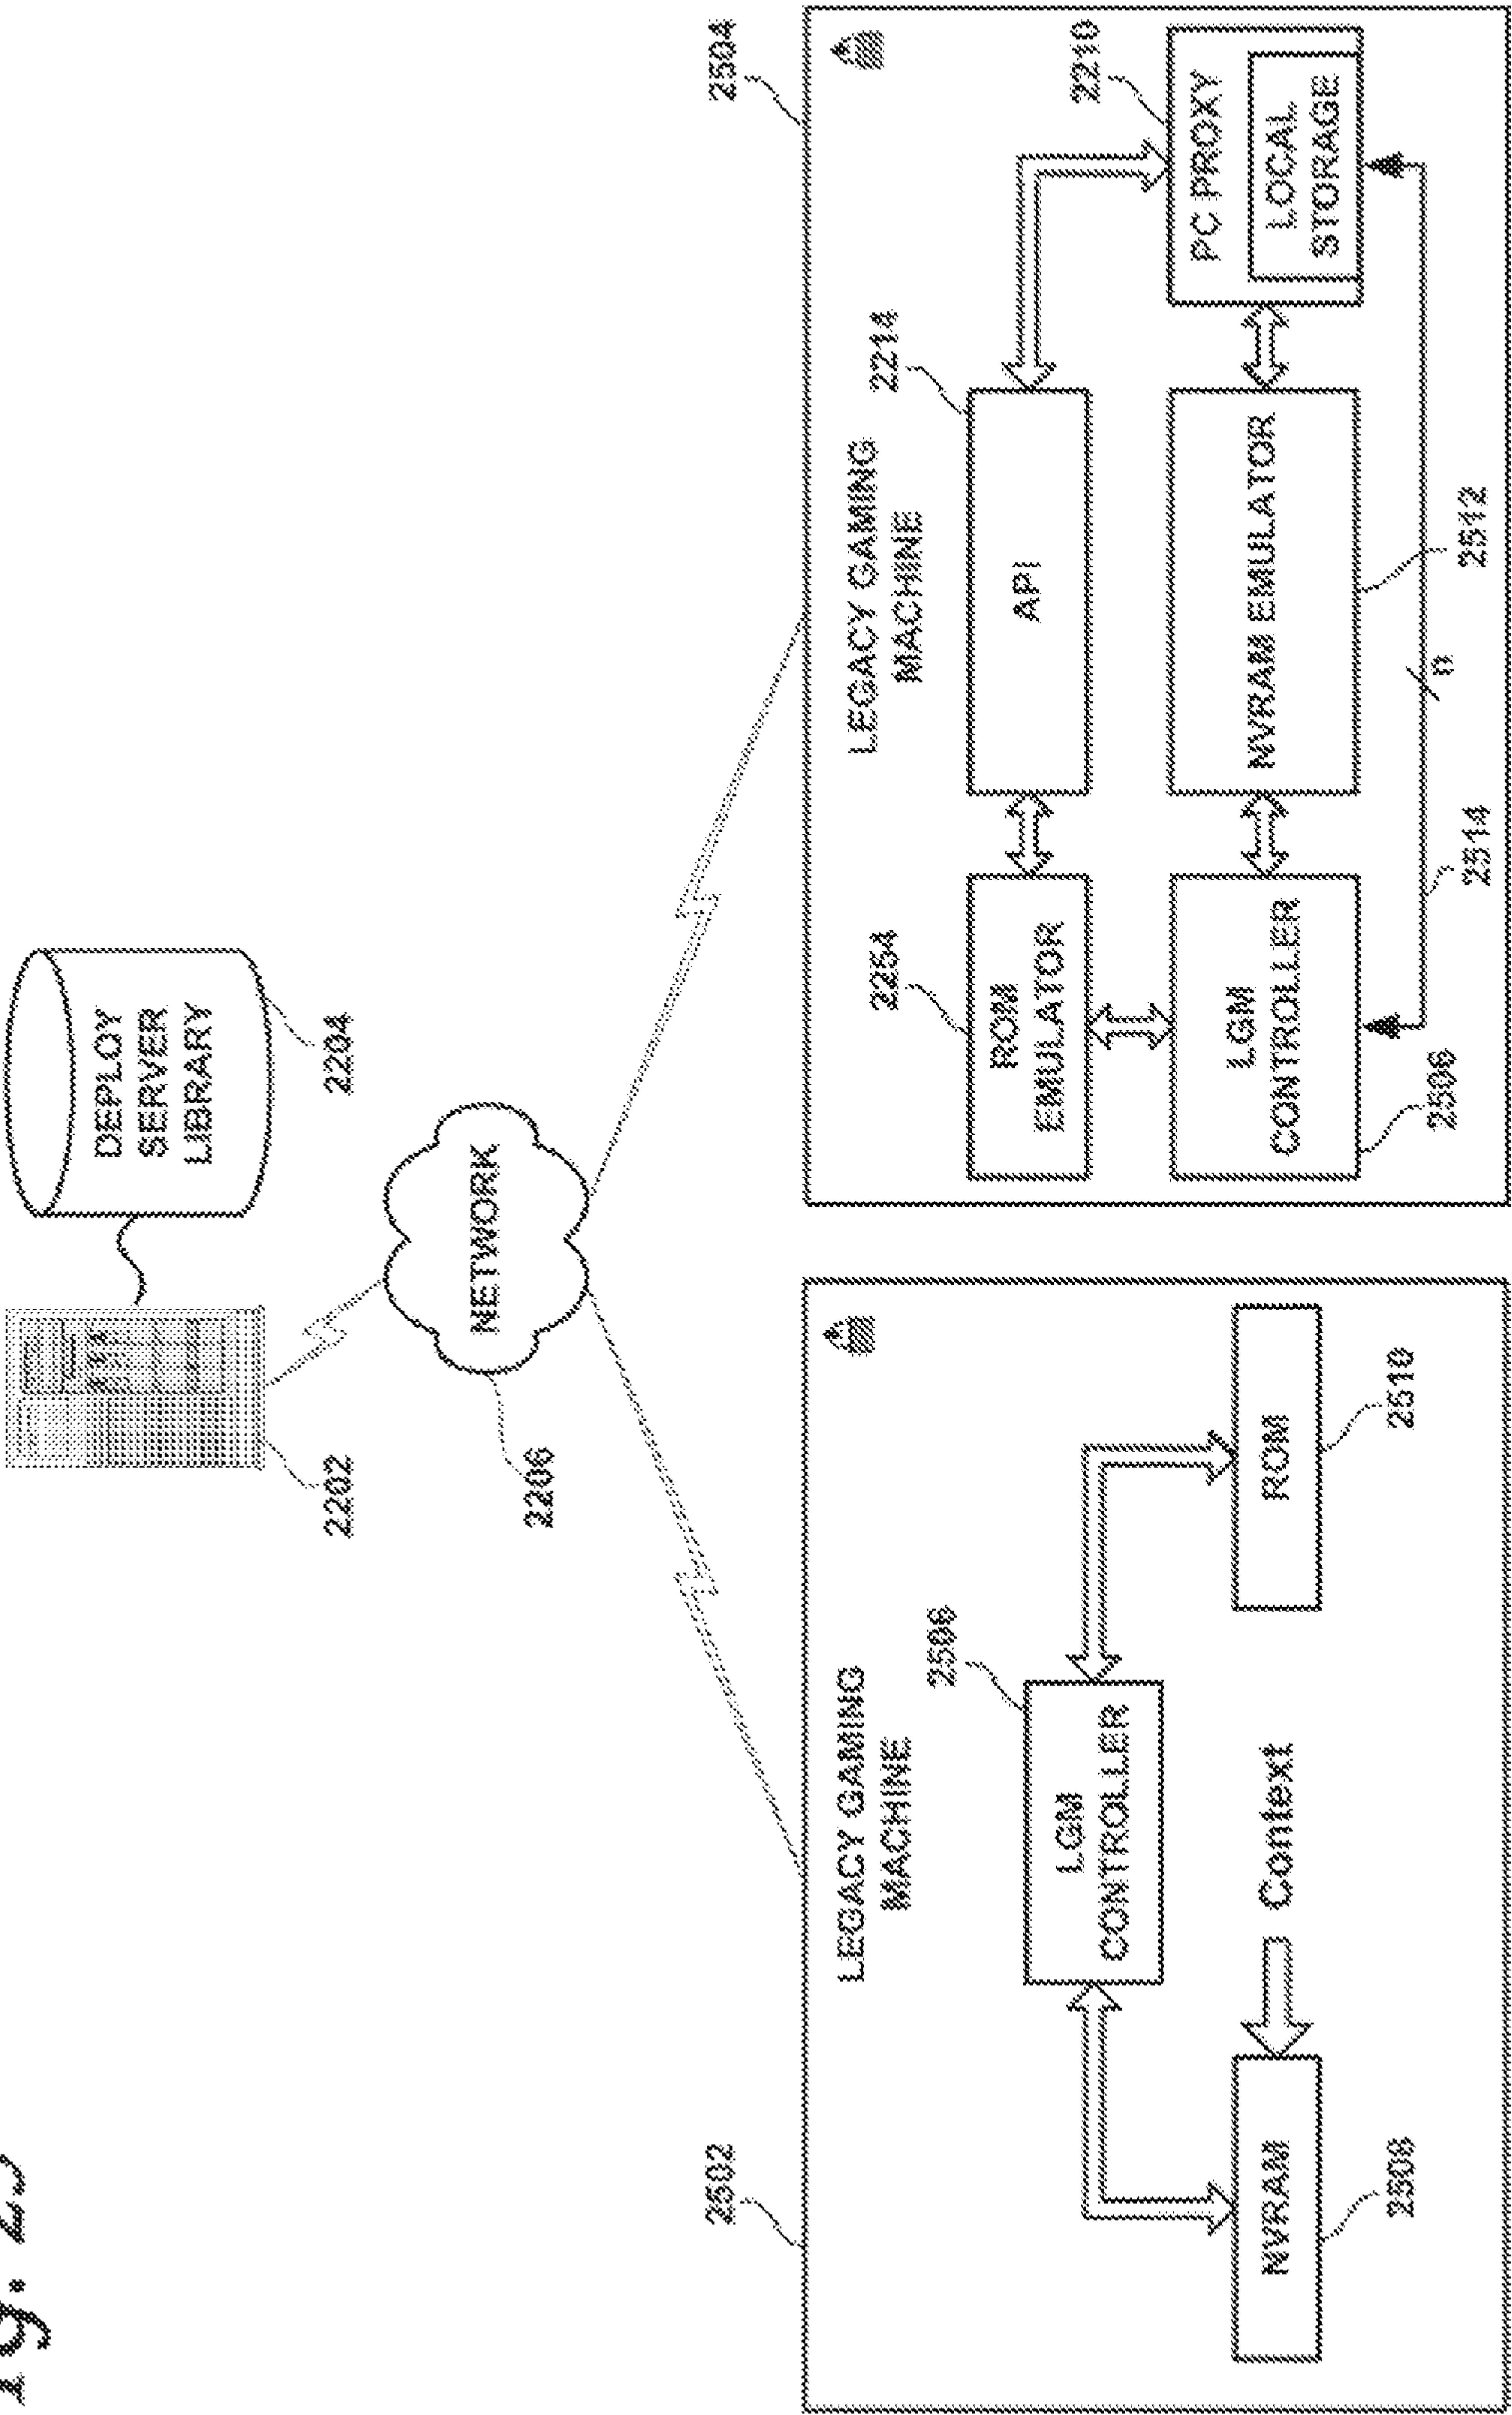 Fig. 25
DEPLOY
SERVER
LIBRARY
2202
2204
NETWORK
2206
2502
LEGACY GAMING
MACHINE
2506
LGM
CONTROLLER
Context
NVRAM
ROM
2508
2510
2504
LEGACY GAMING
MACHINE
2254
2214
2210
ROM
EMULATOR
API
PC PROXY
LOCAL
STORAGE
LGM
CONTROLLER
NVRAM EMULATOR
n
2506
2514
2512